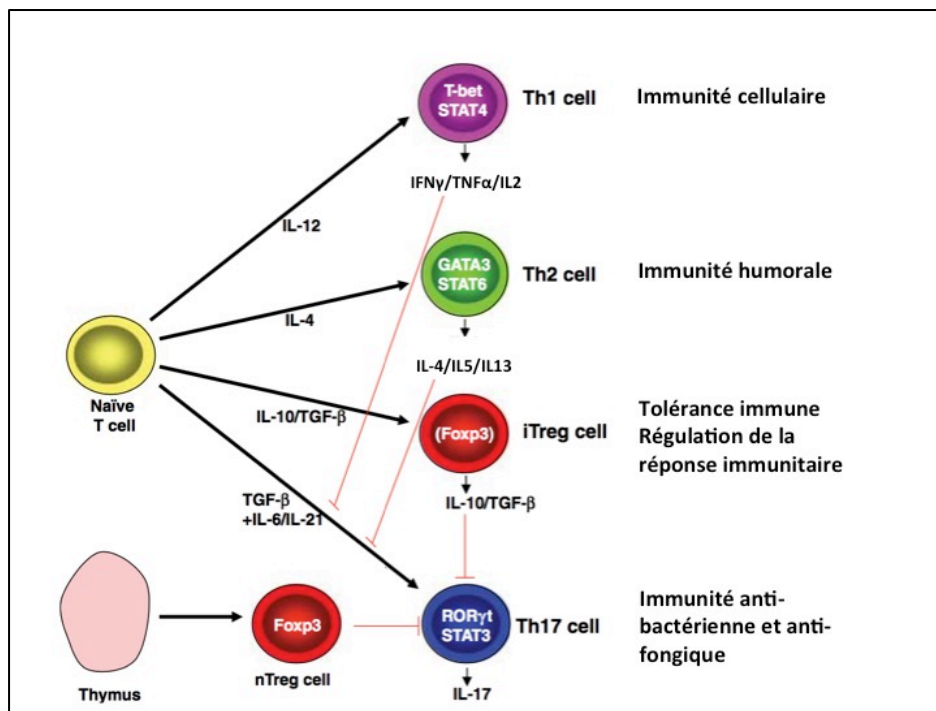 T-bet
STAT4
Th1 cell
Immunité cellulaire
IFNγ/TNFα/IL2
IL-12
GATA3
STAT6
Th2 cell
Immunité humorale
IL-4
IL-4/IL5/IL13
Naïve
T cell
IL-10/TGF-β
(Foxp3)
iTreg cell
Tolérance immune
Régulation de la
réponse immunitaire
TGF-β
+IL-6/IL-21
IL-10/TGF-β
Foxp3
nTreg cell
RORγt
STAT3
Th17 cell
Immunité anti-
bactérienne et anti-
fongique
Thymus
IL-17